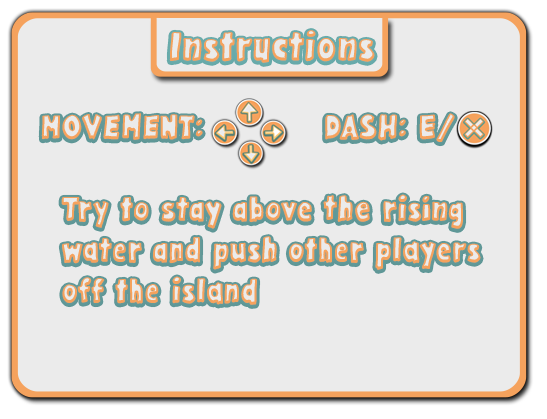 Instructions
MOVEMENT: DASH: E/
Try to stay above the rising
water and push other players
off the island